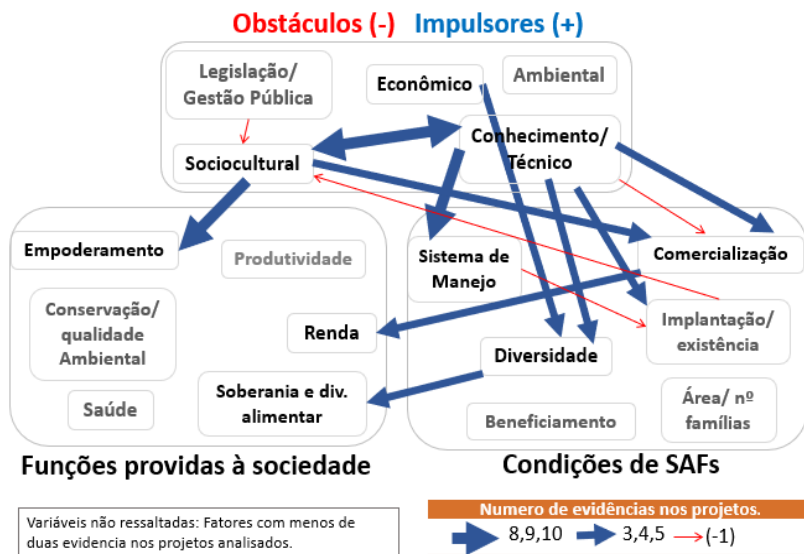 Obstáculos (-) Impulsores (+)
Legislação/
Gestão Pública
Econômico
Ambiental
Sociocultural
Conhecimento/
Técnico
Empoderamento
Produtividade
Conservação/
qualidade
Ambiental
Renda
Saúde
Soberania e div.
alimentar
Sistema de
Manejo
Comercialização
Implantação/
existência
Diversidade
Área/ nº
famílias
Beneficiamento
Funções providas à sociedade
Condições de SAFs
Variáveis não ressaltadas: Fatores com menos de
duas evidencia nos projetos analisados.
Numero de evidências nos projetos.
8,9,10 3,4,5 (-1)